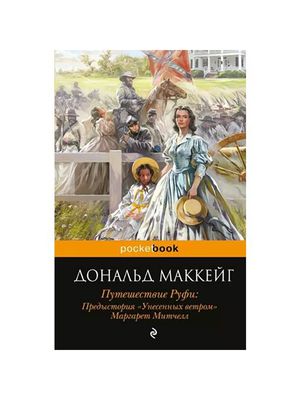 pocketbook
ДОНАЛЬД МАККЕЙГ
Путешествие Руфи:
Предыстория «Унесенных ветром»
Маргарет Митчелл